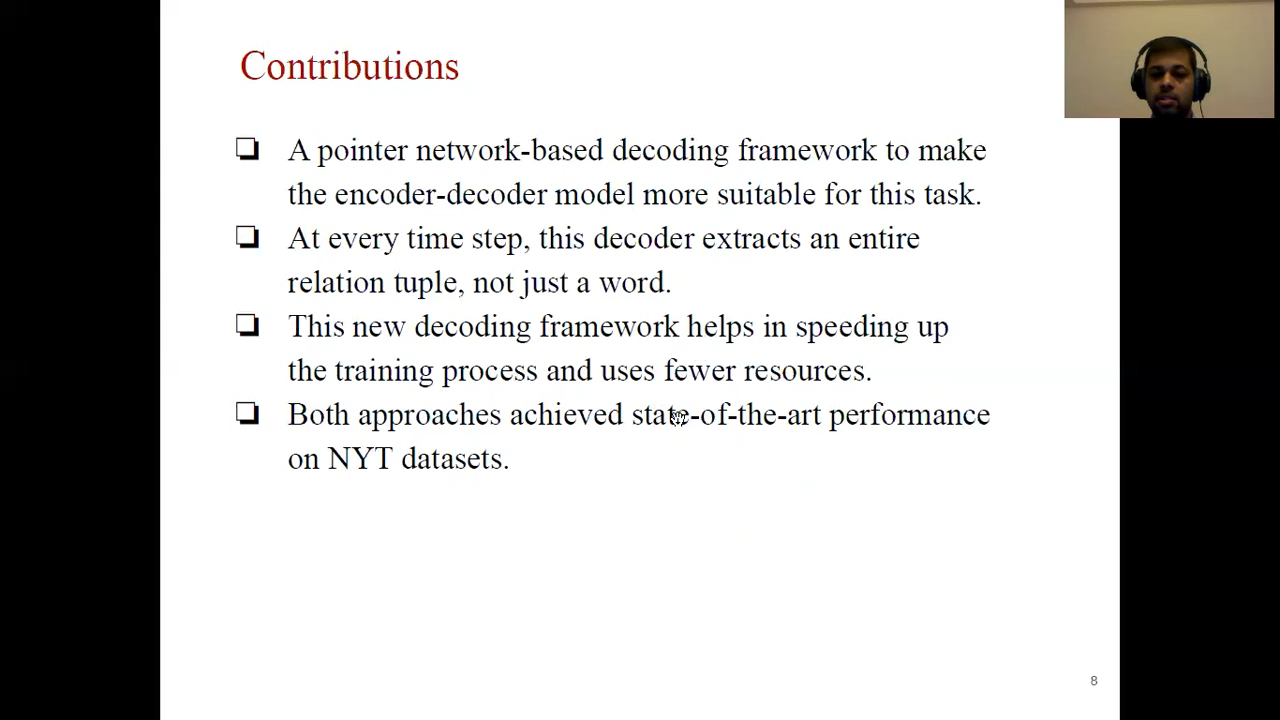 Contributions
A pointer network-based decoding framework to make
the encoder-decoder model more suitable for this task.
At every time step, this decoder extracts an entire
relation tuple, not just a word.
This new decoding framework helps in speeding up
the training process and uses fewer resources.
Both approaches achieved state-of-the-art performance
on NYT datasets.
8